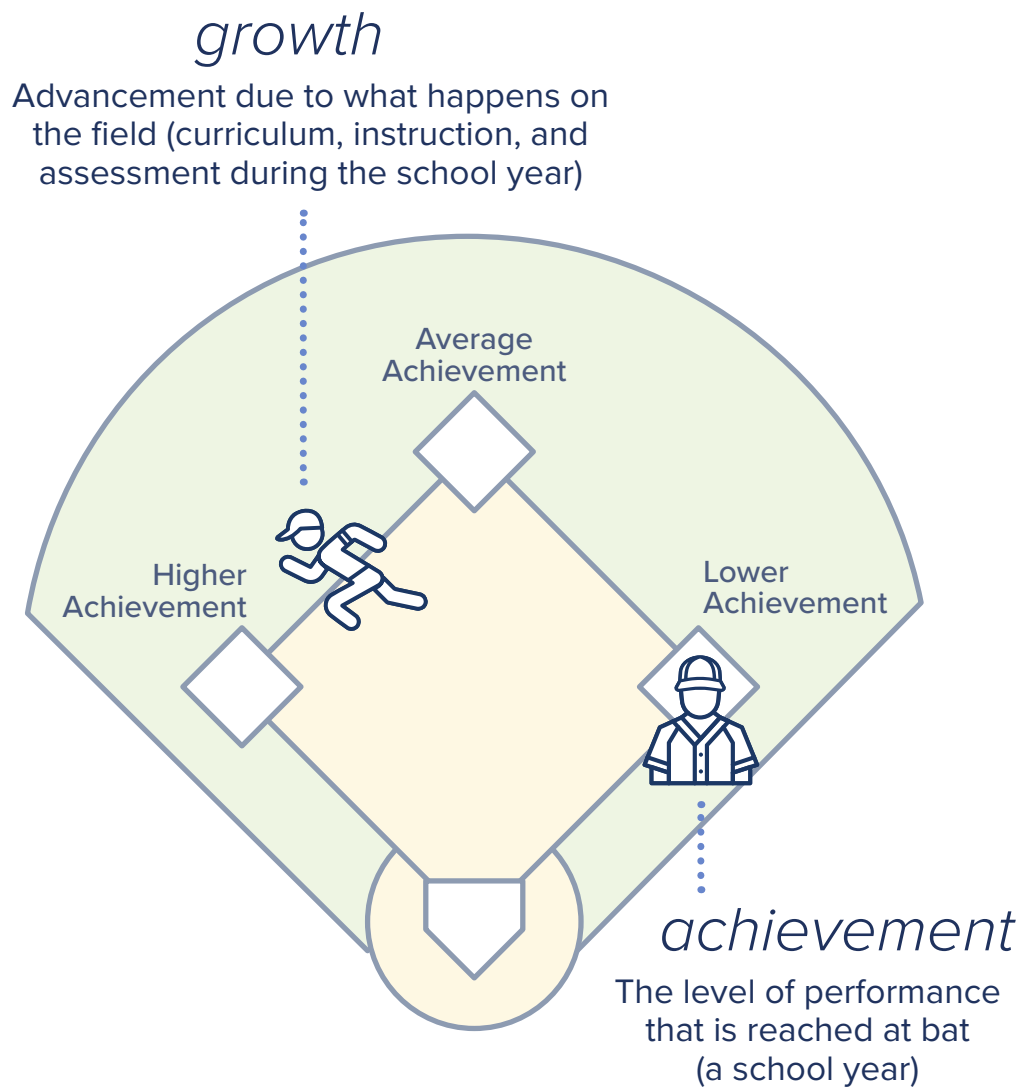 growth
Advancement due to what happens on
the field (curriculum, instruction, and
assessment during the school year)
Average
Achievement
Higher
Achievement
Lower
Achievement
achievement
The level of performance
that is reached at bat
(a school year)